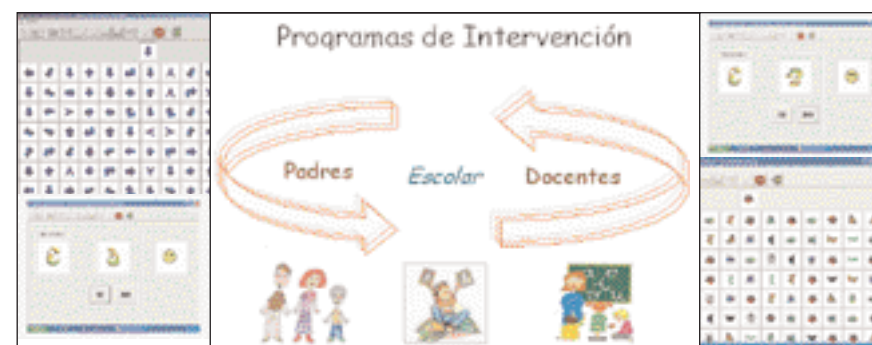 Programas de Intervención
Padres
Escolar
Docentes